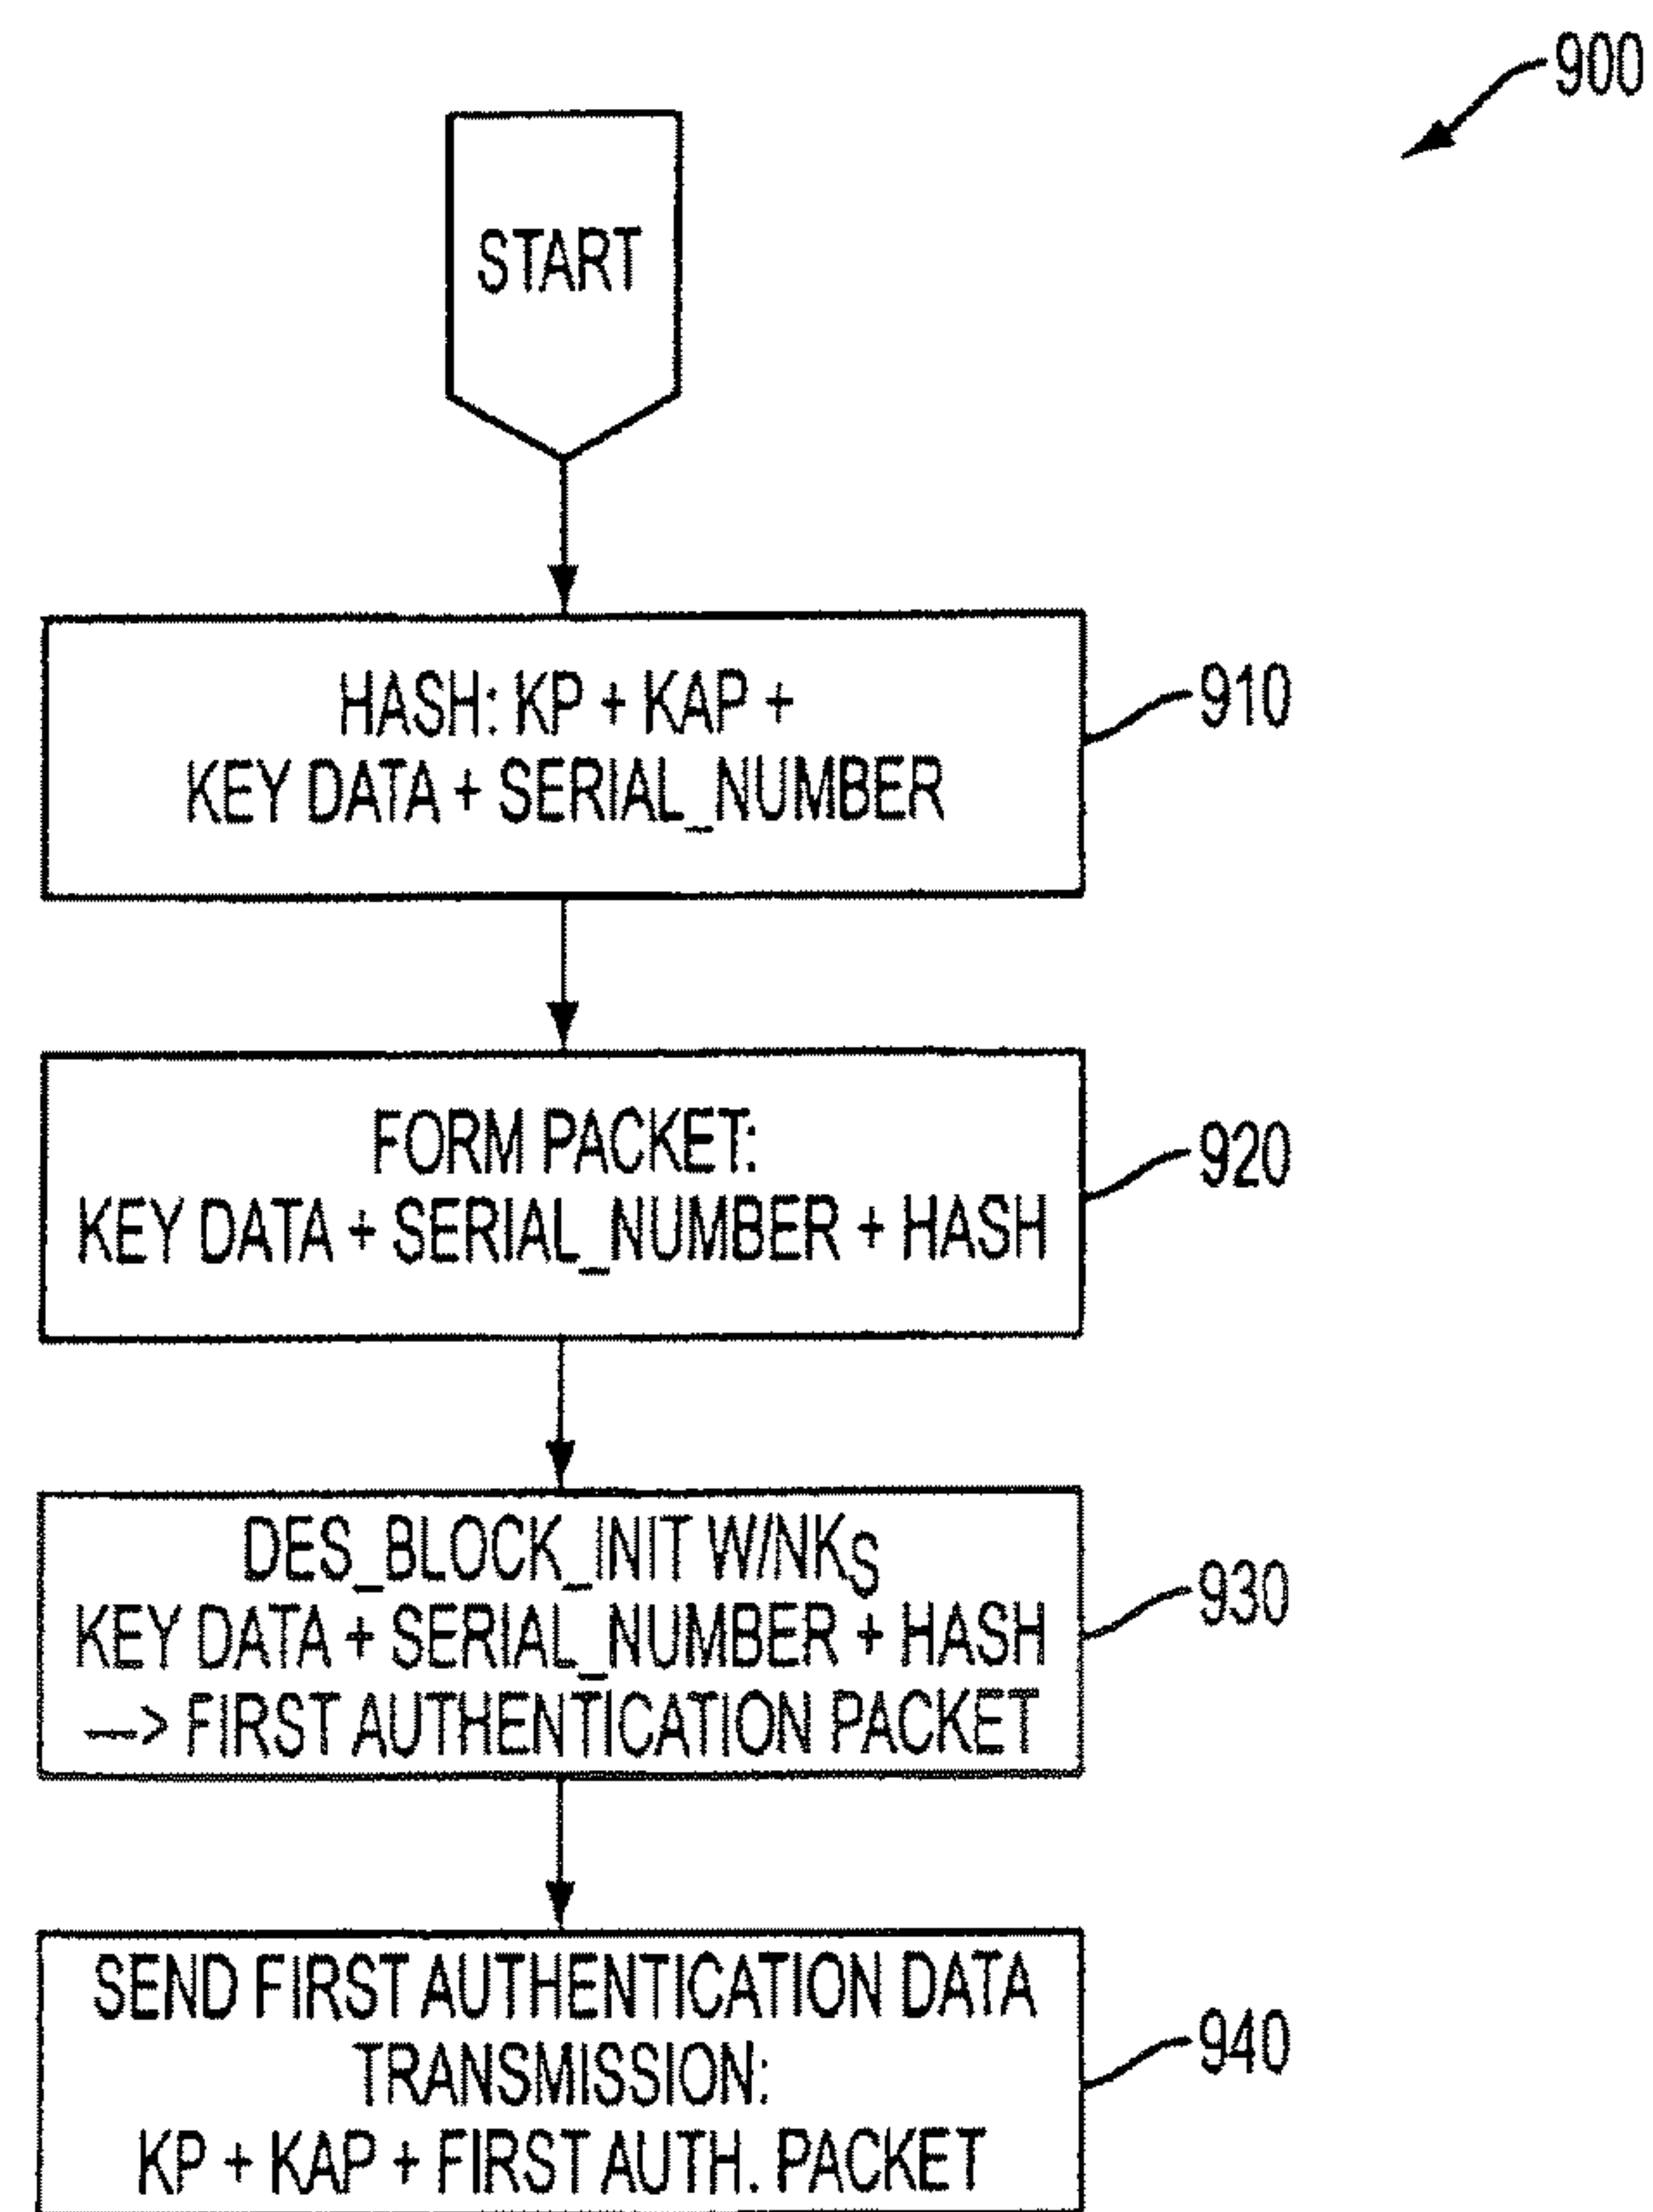 900
START
HASH: KP + KAP +
KEY DATA + SERIAL_NUMBER
910
FORM PACKET:
KEY DATA + SERIAL_NUMBER + HASH
920
DES_BLOCK_INIT W/NKS
KEY DATA + SERIAL_NUMBER + HASH
—> FIRST AUTHENTICATION PACKET
930
SEND FIRST AUTHENTICATION DATA
TRANSMISSION:
KP + KAP + FIRST AUTH. PACKET
940